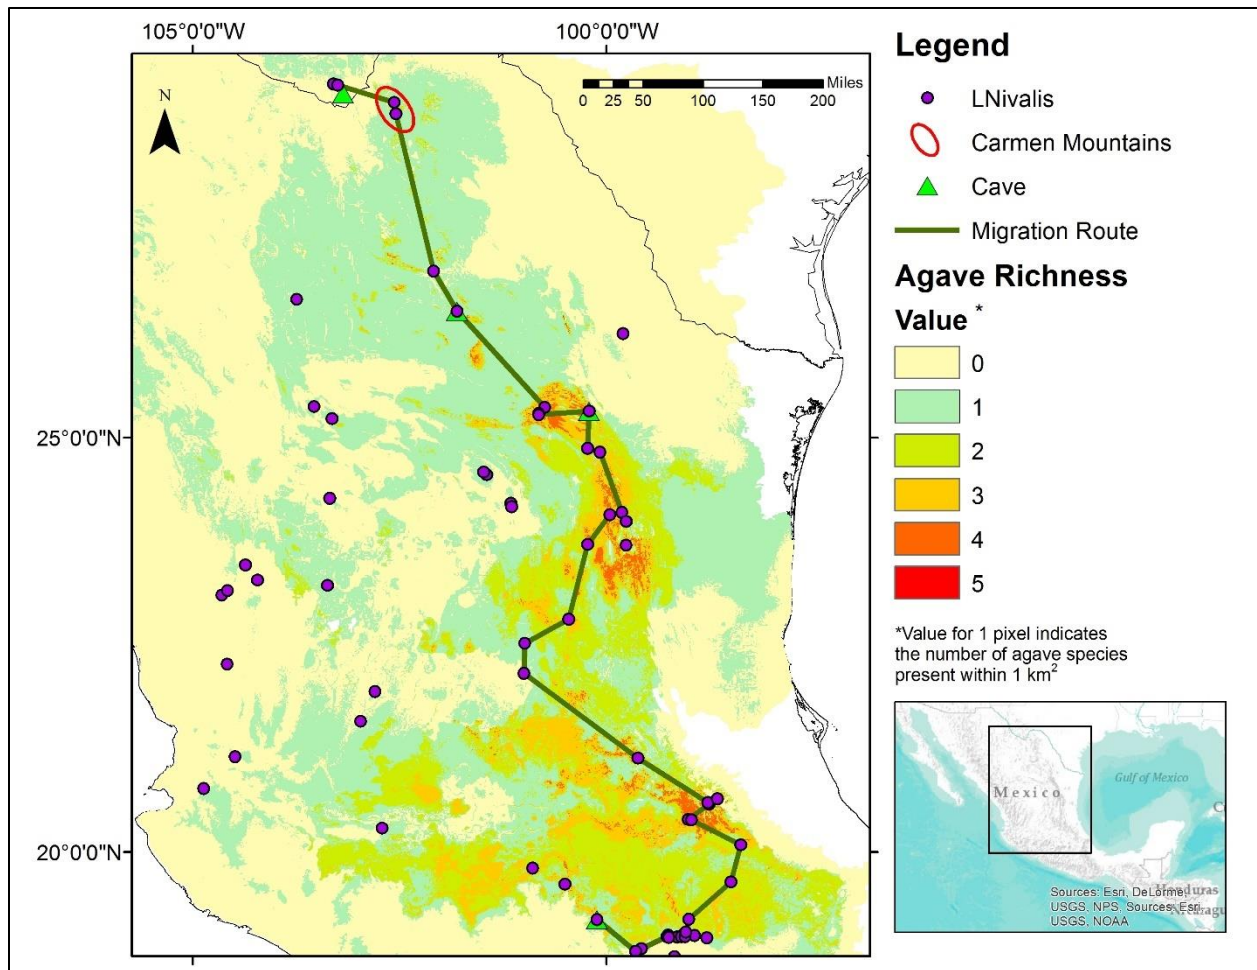 105°0'0"W
100°0'0"W
N
Miles
0 25 50 100 150 200
25°0'0"N
20°0'0"N
Legend
LNivalis
Carmen Mountains
Cave
Migration Route
Agave Richness
Value *
0
1
2
3
4
5
*Value for 1 pixel indicates
the number of agave species
present within 1 km2
Gulf of Mexico
Mexico
C
Honduras
Nicaragu
Sources: Esri, DeLorme,
USGS, NPS, Sources: Esri,
USGS, NOAA